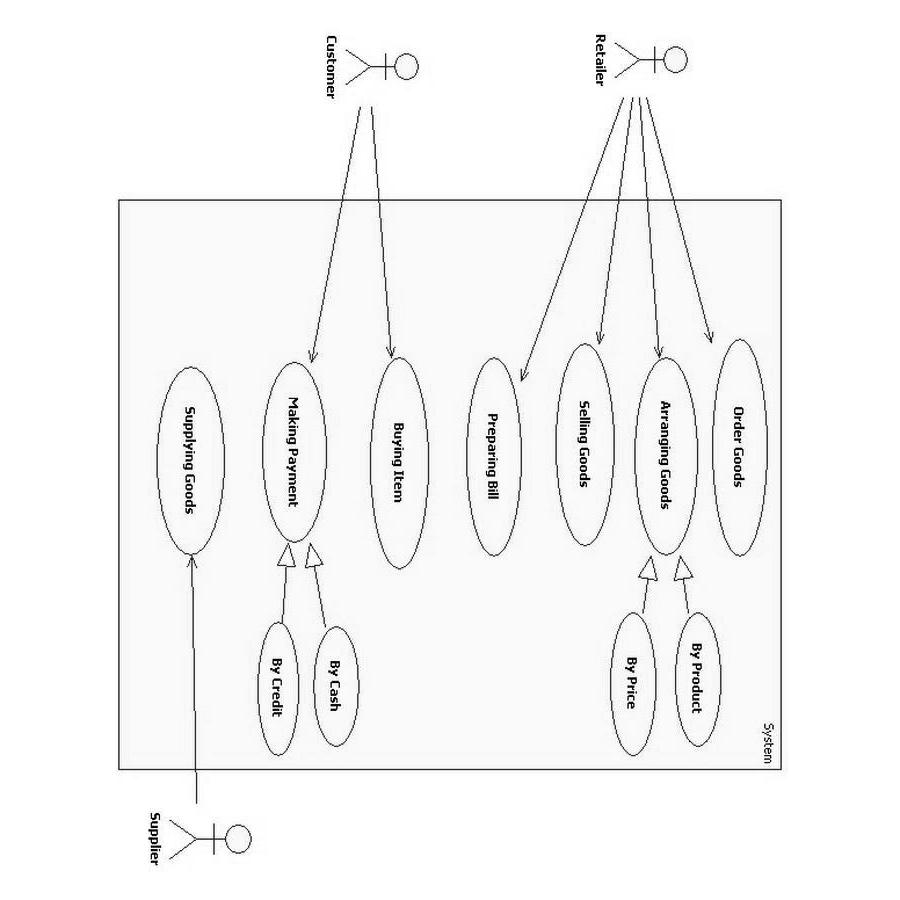 System
Retailer
Order Goods
Arranging Goods
By Product
By Price
Selling Goods
Preparing Bill
Customer
Buying Item
Making Payment
By Cash
By Credit
Supplying Goods
Supplier